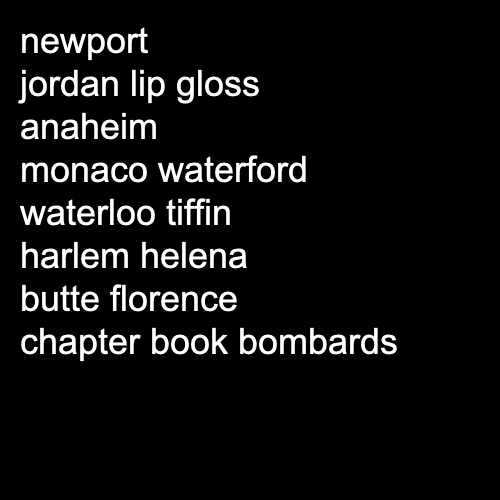 newport
jordan lip gloss
anaheim
monaco waterford
waterloo tiffin
harlem helena
butte florence
chapter book bombards